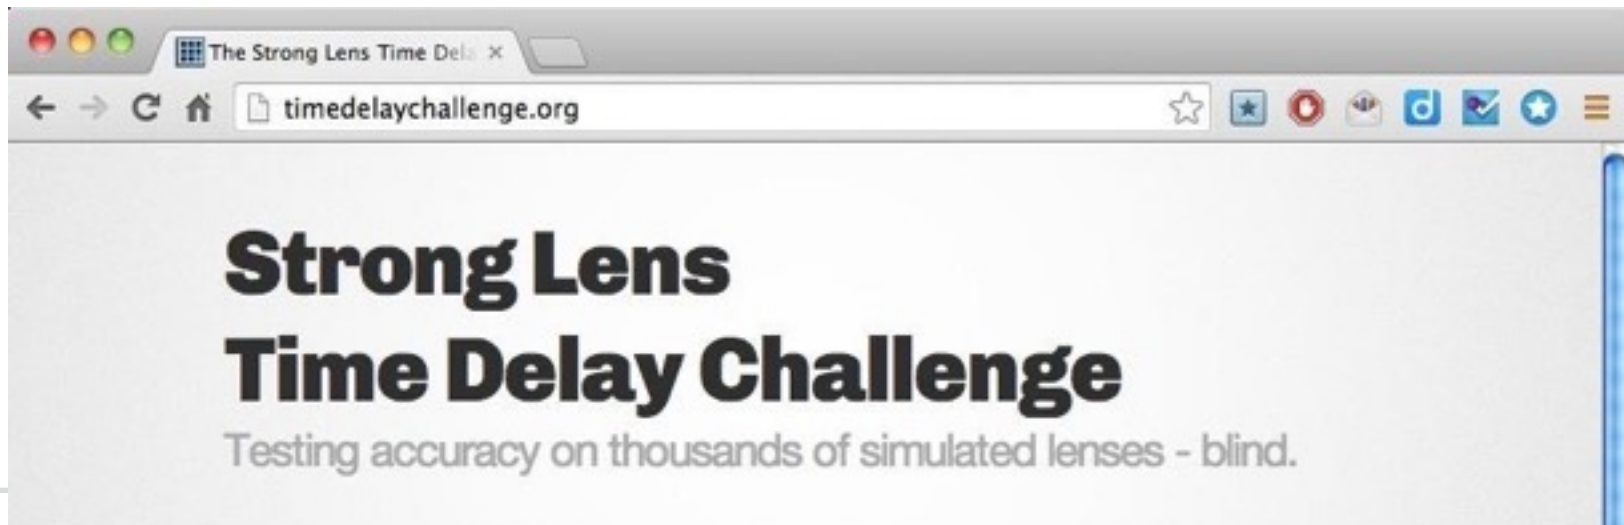 The Strong Lens Time Dela
timedelaychallenge.org
Strong Lens
Time Delay Challenge
Testing accuracy on thousands of simulated lenses - blind.